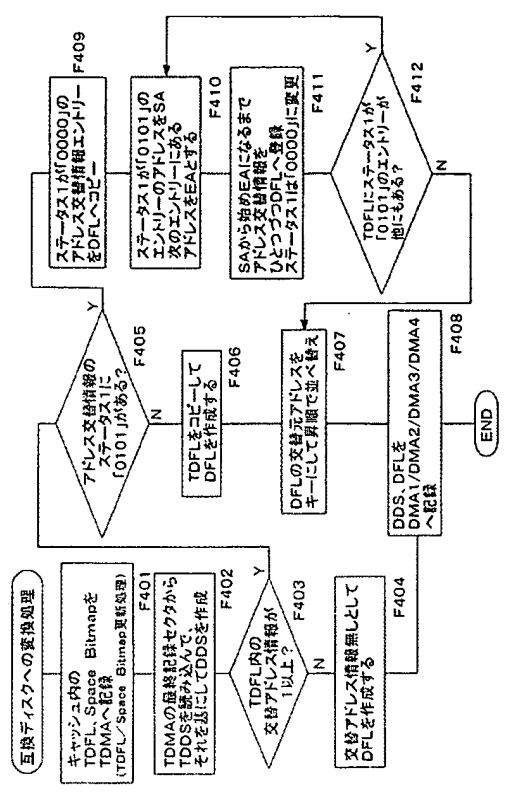 互換ディスクへの変換処理
キャッシュ内の
TDFL、Space Bitmapを
TDMAへ記録
(TDFL/Space Bitmap更新処理)
F401
TDMAの最終記録セクタから
TDDSを読み込んで、
それを基にしてDDSを作成
F402
TDFL内の
交替アドレス情報が
1以上?
F403
Y
N
交替アドレス情報無しとして
DFLを作成する
F404
アドレス交替情報の
ステータス1に
「0101」がある?
F405
Y
N
TDFLをコピーして
DFLを作成する
F406
DFLの交替元アドレスを
キーにして昇順で並べ替え
F407
DDS、DFLを
DMA1/DMA2/DMA3/DMA4
へ記録
F408
END
ステータス1が「0000」の
アドレス交替情報エントリー
をDFLへコピー
F409
ステータス1が「0101」の
エントリーのアドレスをSA
次のエントリーにある
アドレスをEAとする
F410
SAから始めEAになるまで
アドレス交替情報を
ひとつづつDFLへ登録
ステータス1は「0000」に変更
F411
TDFLにステータス1が
「0101」のエントリーが
他にもある?
F412
Y
N